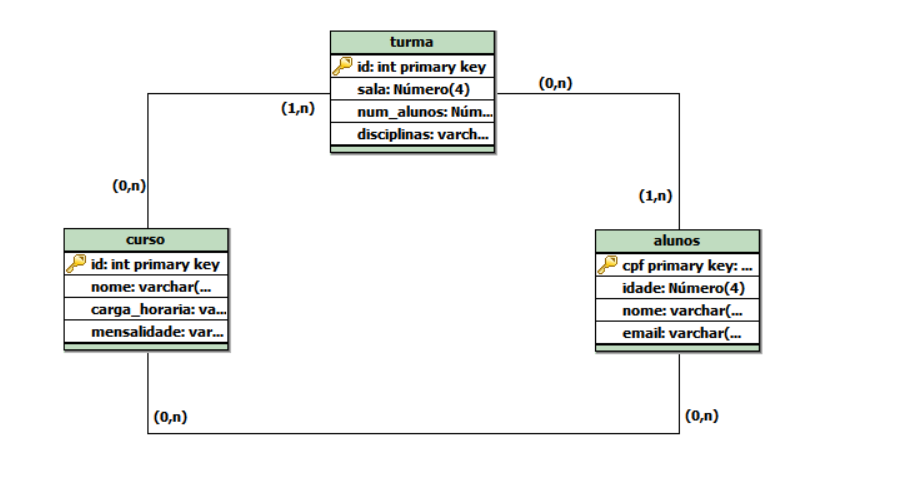 turma
id: int primary key
sala: Número(4)
num_alunos: Núm...
disciplinas: varch...
(0,n)
(1,n)
(0,n)
(1,n)
curso
id: int primary key
nome: varchar(...
carga_horaria: va...
mensalidade: var...
alunos
cpf primary key: ...
idade: Número(4)
nome: varchar(...
email: varchar(...
(0,n)
(0,n)